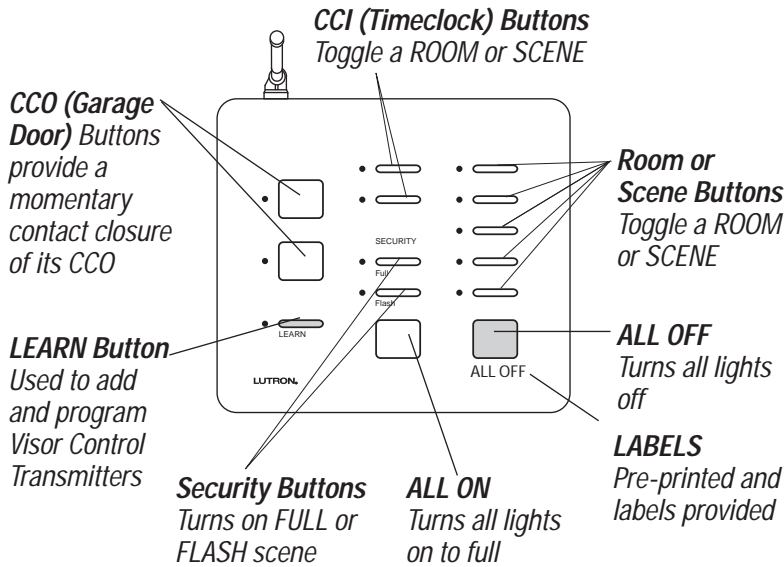 CCI (Timeclock) Buttons
Toggle a ROOM or SCENE
CCO (Garage
Door) Buttons
provide a
momentary
contact closure
of its CCO
Room or
Scene Buttons
Toggle a ROOM
or SCENE
SECURITY
Full
Flash
LEARN
LUTRON®
ALL OFF
LEARN Button
Used to add
and program
Visor Control
Transmitters
ALL OFF
Turns all lights
off
LABELS
Pre-printed and
labels provided
Security Buttons
Turns on FULL or
FLASH scene
ALL ON
Turns all lights
on to full